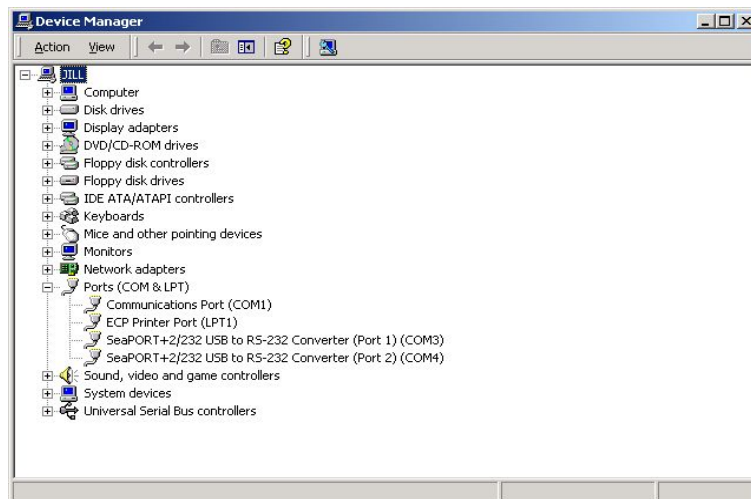 Device Manager
Action View
JILL
Computer
Disk drives
Display adapters
DVD/CD-ROM drives
Floppy disk controllers
Floppy disk drives
IDE ATA/ATAPI controllers
Keyboards
Mice and other pointing devices
Monitors
Network adapters
Ports (COM & LPT)
Communications Port (COM1)
ECP Printer Port (LPT1)
SeaPORT+2/232 USB to RS-232 Converter (Port 1) (COM3)
SeaPORT+2/232 USB to RS-232 Converter (Port 2) (COM4)
Sound, video and game controllers
System devices
Universal Serial Bus controllers